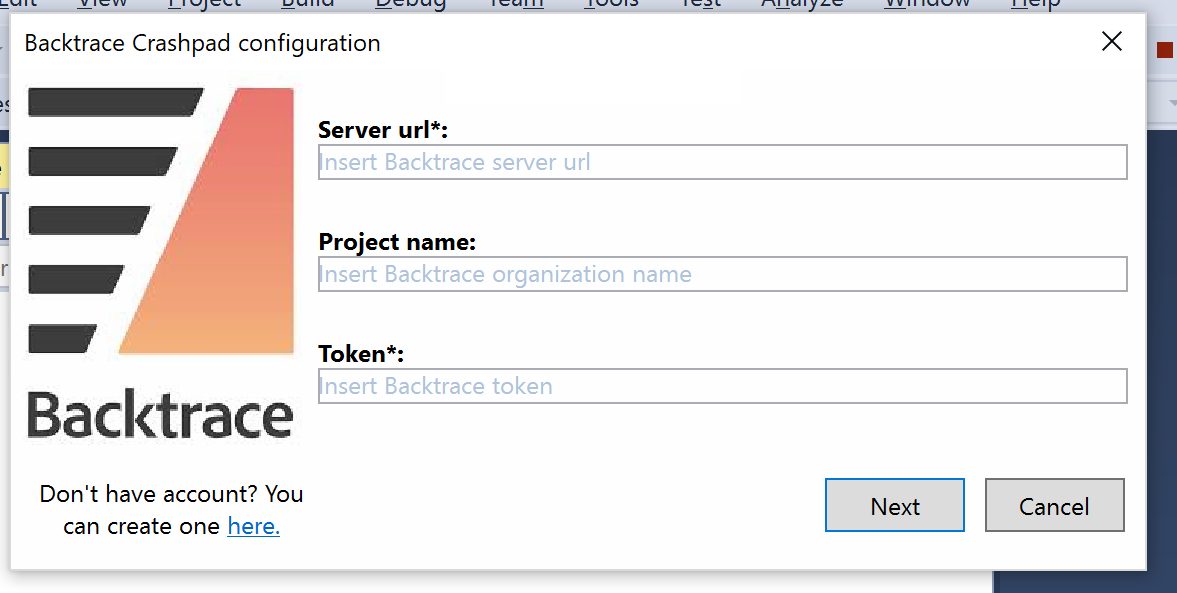 View Project Build Debug Team Tools Test Analyze Window Help
Backtrace Crashpad configuration
Server url*:
Insert Backtrace server url
Project name:
Insert Backtrace organization name
Token*:
Insert Backtrace token
Backtrace
Don't have account? You
can create one here.
Next Cancel